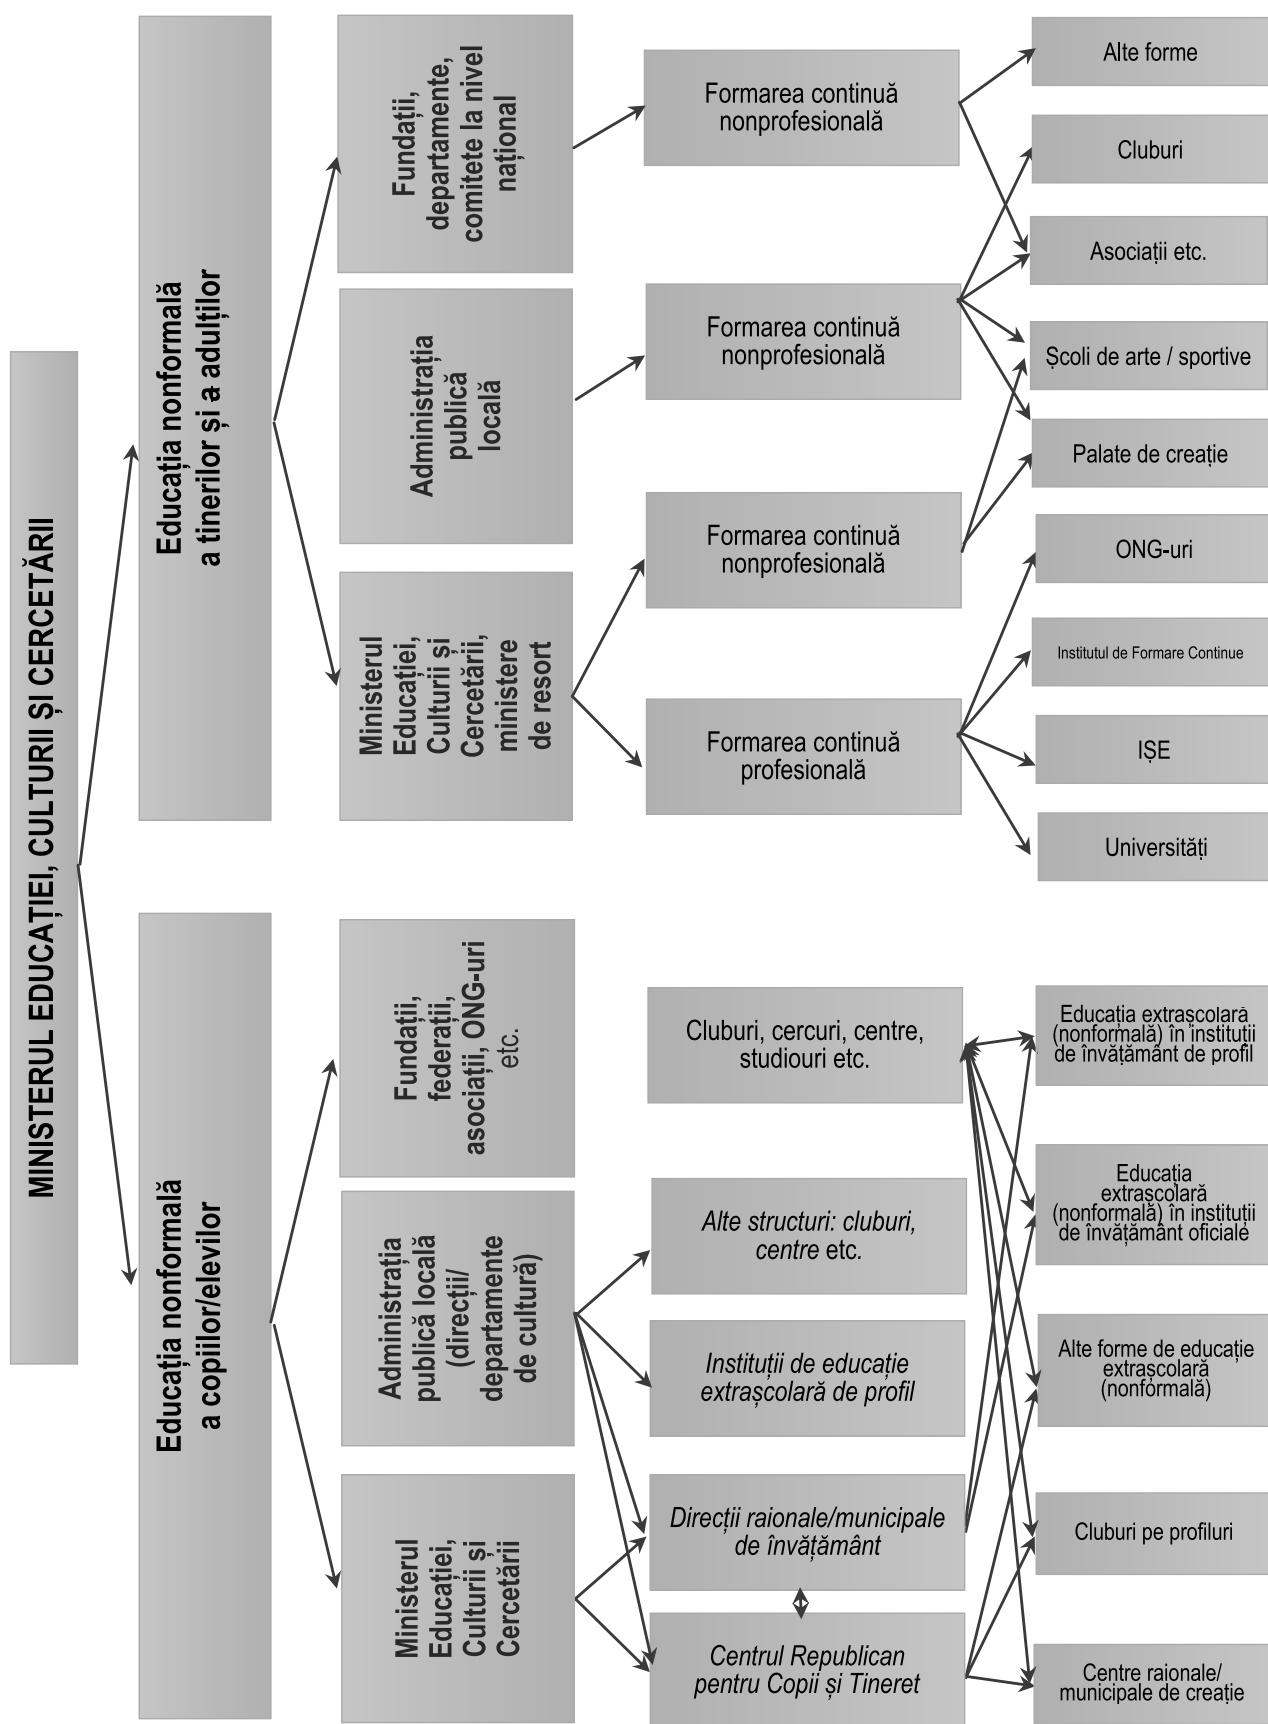 MINISTERUL EDUCAȚIEI, CULTURII ȘI CERCETĂRII
Educația nonformală
a tinerilor și a adulților
Fundații,
departamente,
comitete la nivel
național
Administrația
publică
locală
Ministerul
Educației,
Culturii și
Cercetării,
ministere
de resort
Formarea continuă
nonprofesională
Formarea continuă
nonprofesională
Formarea continuă
nonprofesională
Formarea continuă
profesională
Alte forme
Cluburi
Asociații etc.
Școli de arte / sportive
Palate de creație
ONG-uri
Institutul de Formare Continue
IȘE
Universități
Educația nonformală
a copiilor/elevilor
Fundații,
federații,
asociații, ONG-uri
etc.
Administrația
publică locală
(direcții/
departamente
de cultură)
Ministerul
Educației,
Culturii și
Cercetării
Cluburi, cercuri, centre,
studiouri etc.
Alte structuri: cluburi,
centre etc.
Instituții de educație
extrașcolară de profil
Direcții raionale/municipale
de învățământ
Centrul Republican
pentru Copii și Tineret
Educația extrașcolară
(nonformală) în instituții
de învățământ de profil
Educația
extrașcolară
(nonformală) în instituții
de învățământ oficiale
Alte forme de educație
extrașcolară
(nonformală)
Cluburi pe profiluri
Centre raionale/
municipale de creație